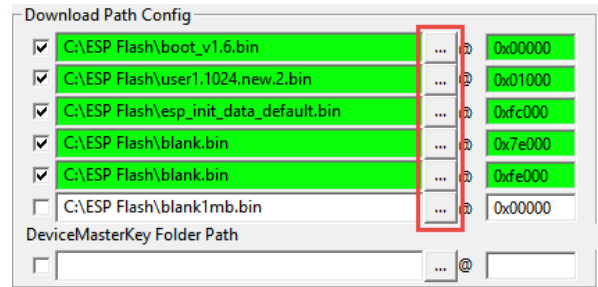 Download Path Config
C:\ESP Flash\boot_v1.6.bin ... @ 0x00000
C:\ESP Flash\user1.1024.new.2.bin ... @ 0x01000
C:\ESP Flash\esp_init_data_default.bin ... @ 0xfc000
C:\ESP Flash\blank.bin ... @ 0x7e000
C:\ESP Flash\blank.bin ... @ 0xfe000
C:\ESP Flash\blank1mb.bin ... @ 0x00000
DeviceMasterKey Folder Path
... @